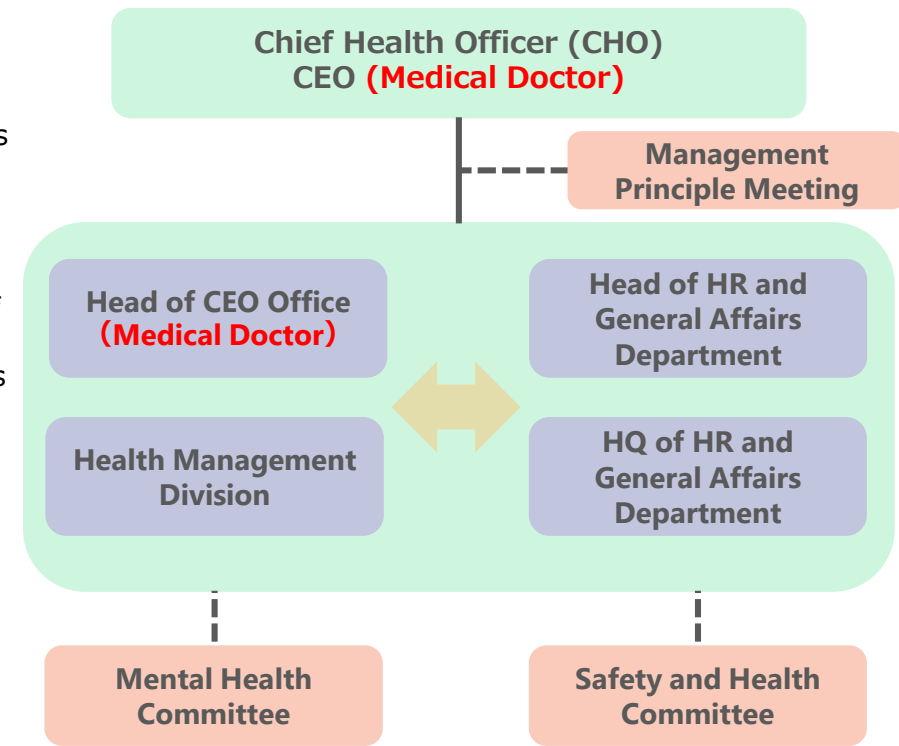 Chief Health Officer (CHO)
CEO (Medical Doctor)
s
Management
Principle Meeting
Head of CEO Office
（Medical Doctor）
Head of HR and
General Affairs
Department
s
Health Management
Division
HQ of HR and
General Affairs
Department
Mental Health
Committee
Safety and Health
Committee